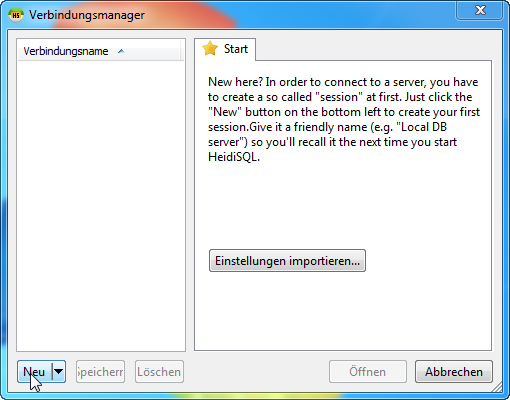 HS Verbindungsmanager
Verbindungsname
Start
New here? In order to connect to a server, you have
to create a so called "session" at first. Just click the
"New" button on the bottom left to create your first
session.Give it a friendly name (e.g. "Local DB
server") so you'll recall it the next time you start
HeidiSQL.
Einstellungen importieren...
Neu Speichern Löschen Öffnen Abbrechen